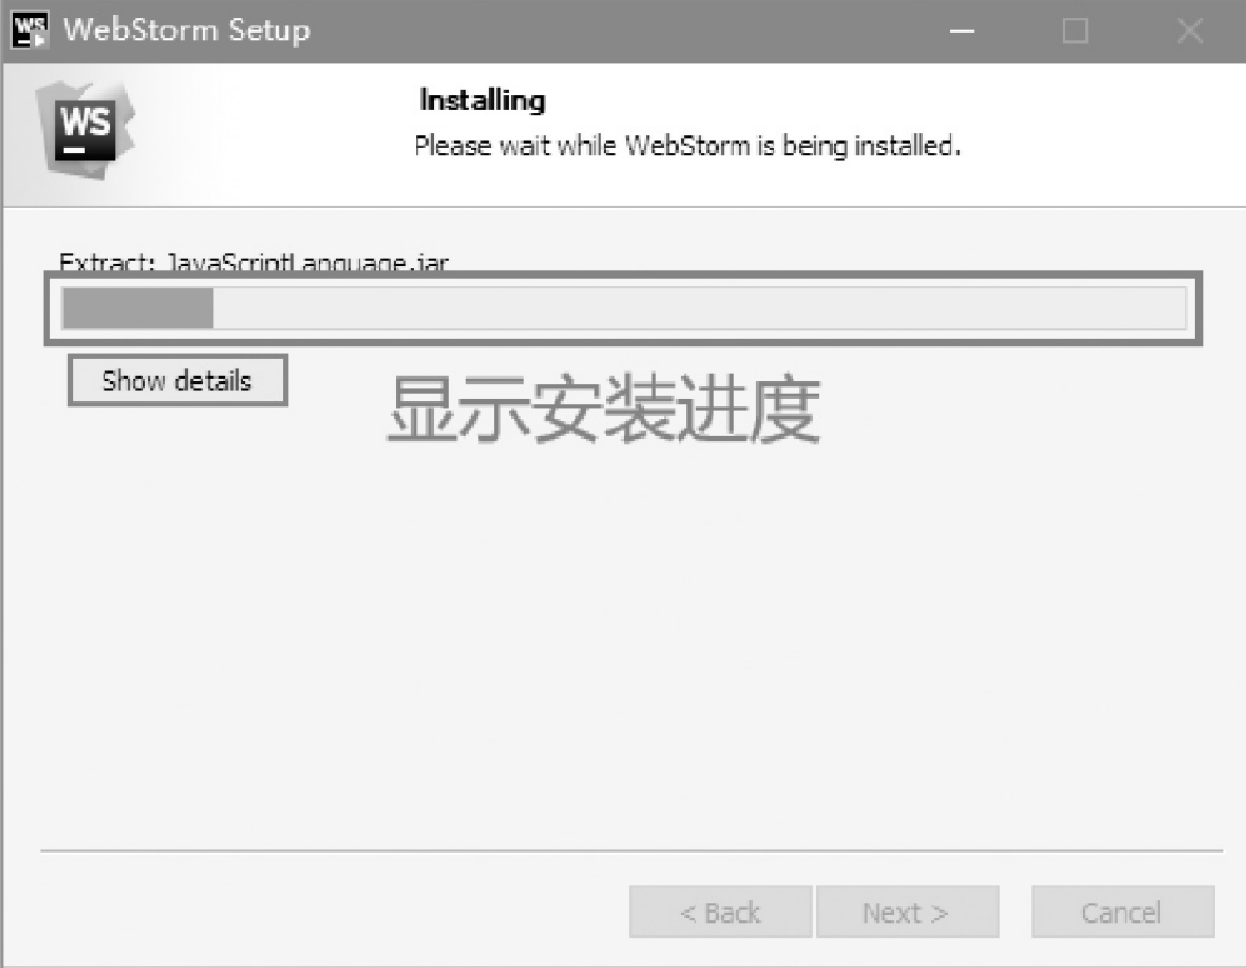 WS WebStorm Setup
WS
Installing
Please wait while WebStorm is being installed.
Extract: JavaScriptLanguage.jar
Show details
显示安装进度
< Back
Next >
Cancel